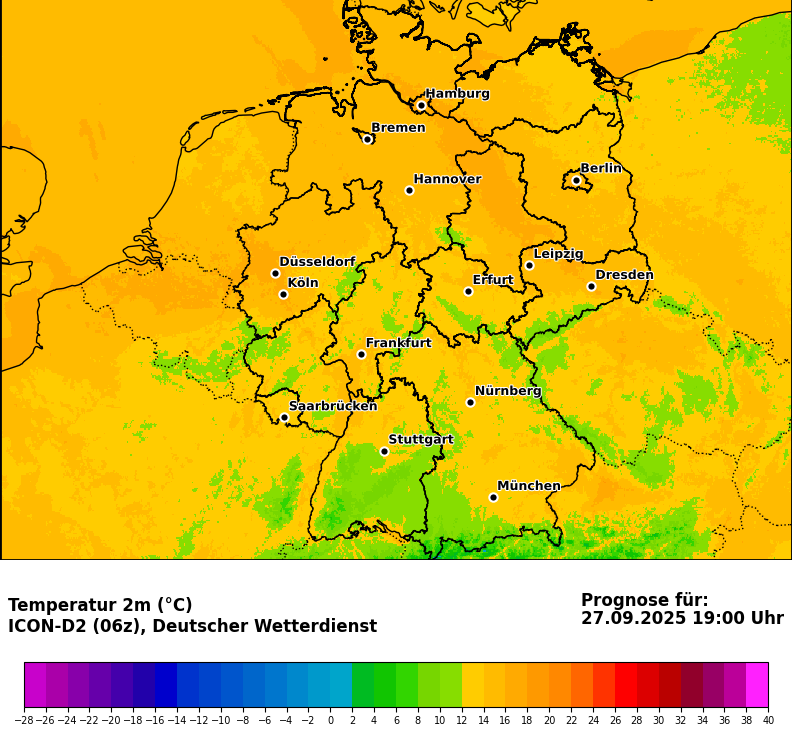 Hamburg
Bremen
Berlin
Hannover
Leipzig
Düsseldorf
Dresden
Köln
Erfurt
Frankfurt
Nürnberg
Saarbrücken
Stuttgart
München
Temperatur 2m (°C)
ICON-D2 (06z), Deutscher Wetterdienst
Prognose für:
27.09.2025 19:00 Uhr
−28 −26 −24 −22 −20 −18 −16 −14 −12 −10 −8 −6 −4 −2 0 2 4 6 8 10 12 14 16 18 20 22 24 26 28 30 32 34 36 38 40